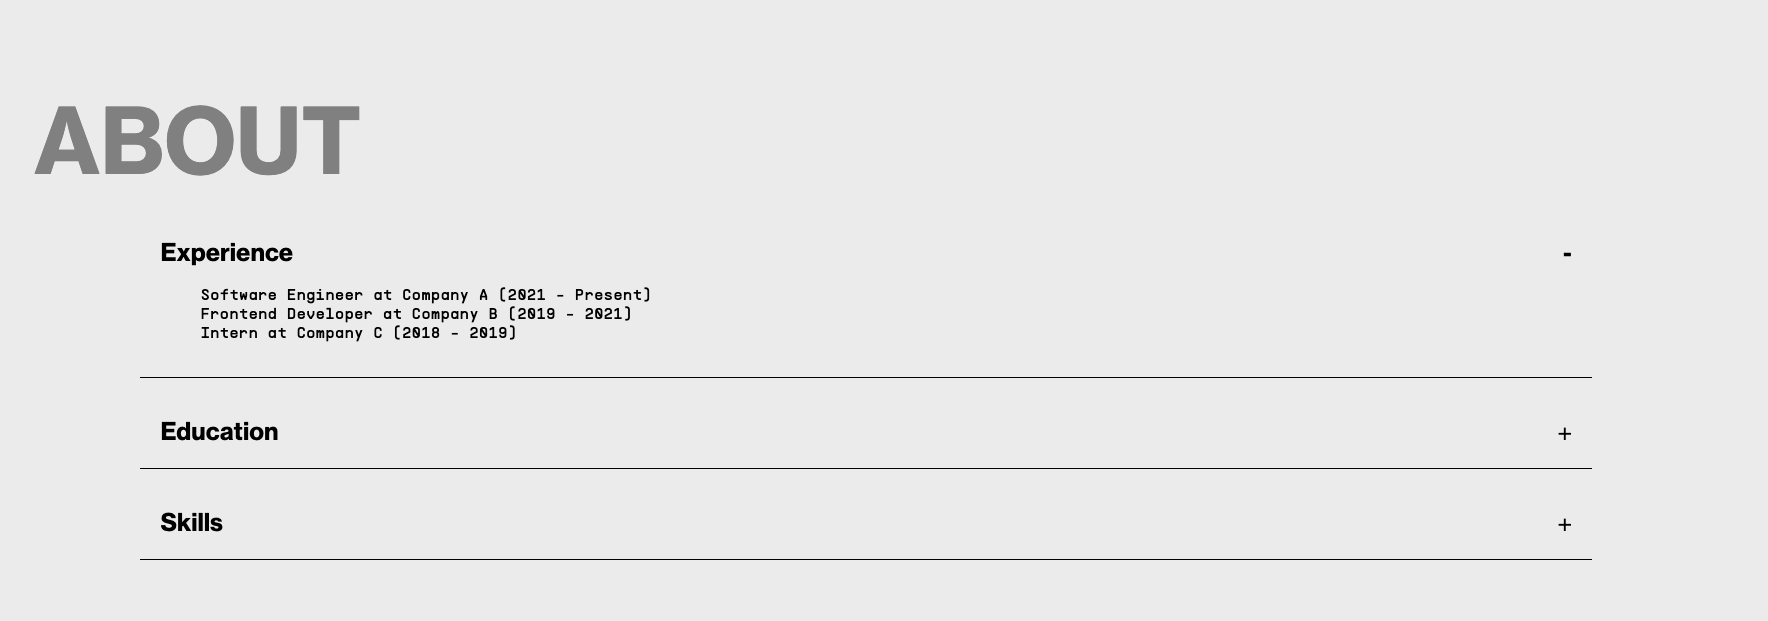 ABOUT
Experience -
Software Engineer at Company A (2021 - Present)
Frontend Developer at Company B (2019 - 2021)
Intern at Company C (2018 - 2019)
Education +
Skills +